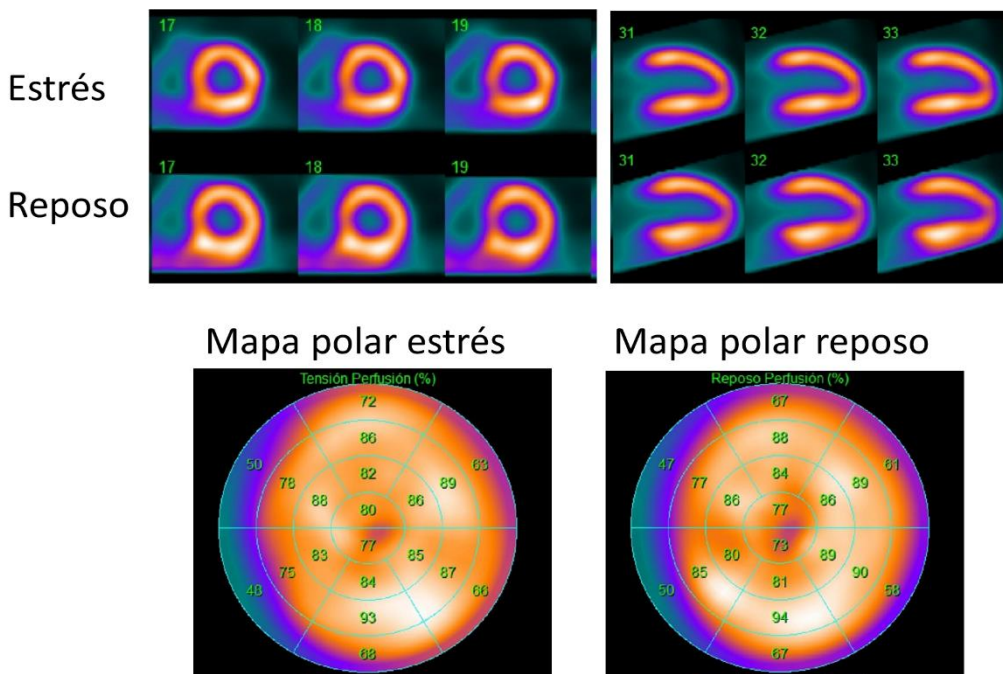 17 18 19 31 32 33
Estrés
17 18 19 31 32 33
Reposo
Mapa polar estrés Mapa polar reposo
Tensión Perfusión (%) Reposo Perfusión (%)
72 67
86 88
50 63 47 61
82 84
78 89 77 89
88 86 86 86
80 77
77 73
83 85 80 89
75 87 85 90
84 81
48 66 50 58
93 94
68 67